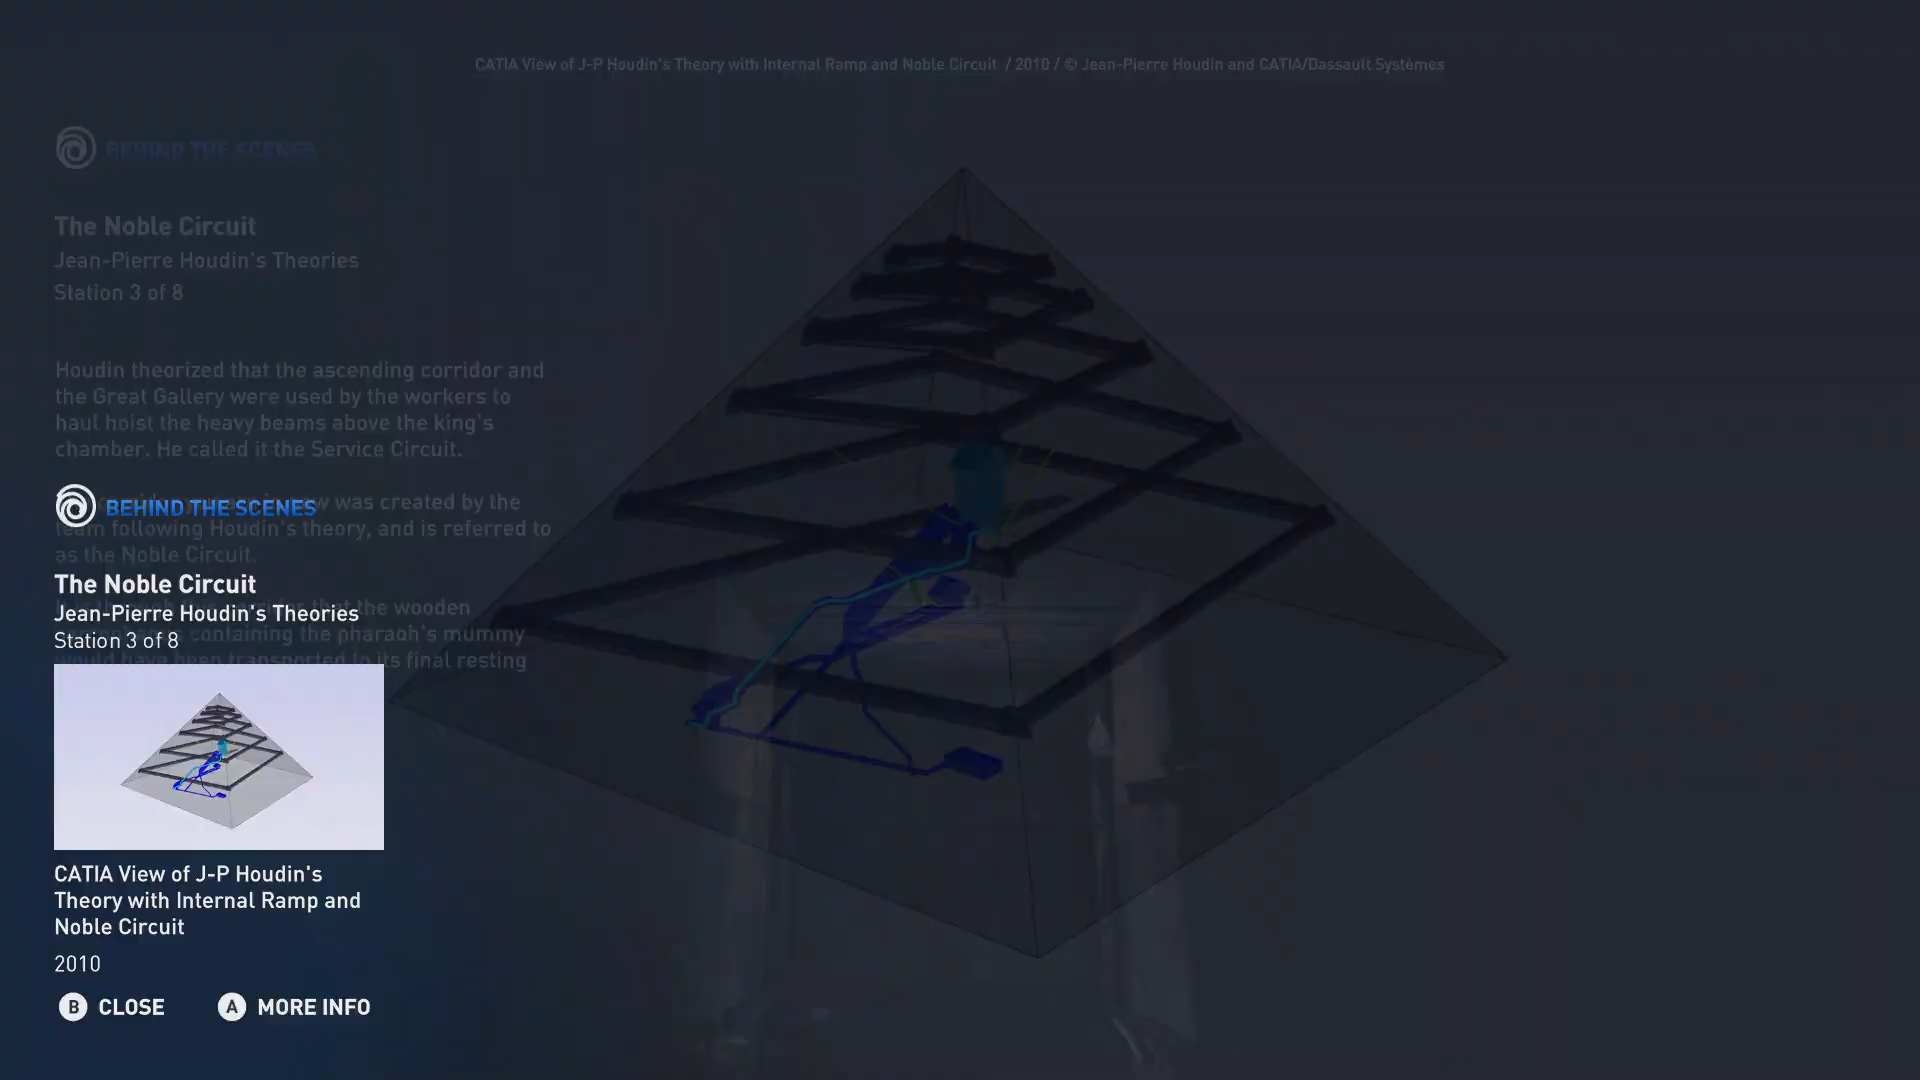 CATIA View of J-P Houdin's Theory with Internal Ramp and Noble Circuit / 2010 / © Jean-Pierre Houdin and CATIA/Dassault Systèmes
BEHIND THE SCENES
The Noble Circuit
Jean-Pierre Houdin's Theories
Station 3 of 8
Houdin theorized that the ascending corridor and
the Great Gallery were used by the workers to
haul hoist the heavy beams above the king's
chamber. He called it the Service Circuit.
was created by the
team following Houdin's theory, and is referred to
as the Noble Circuit.
that the wooden
containing the pharaoh's mummy
would have been transported to its final resting
BEHIND THE SCENES
The Noble Circuit
Jean-Pierre Houdin's Theories
Station 3 of 8
CATIA View of J-P Houdin's
Theory with Internal Ramp and
Noble Circuit
2010
B CLOSE
A MORE INFO